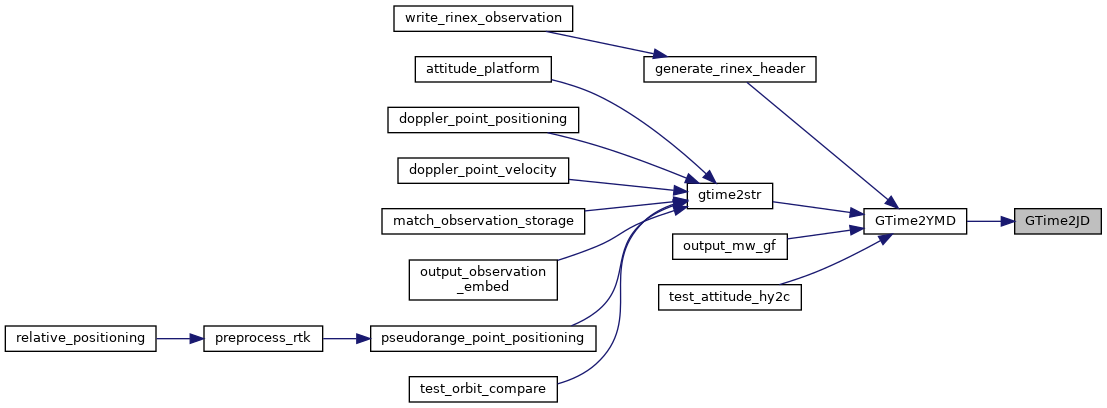 write_rinex_observation
attitude_platform
generate_rinex_header
doppler_point_positioning
doppler_point_velocity
gtime2str
match_observation_storage
GTime2YMD
GTime2JD
output_mw_gf
output_observation
_embed
test_attitude_hy2c
relative_positioning
preprocess_rtk
pseudorange_point_positioning
test_orbit_compare